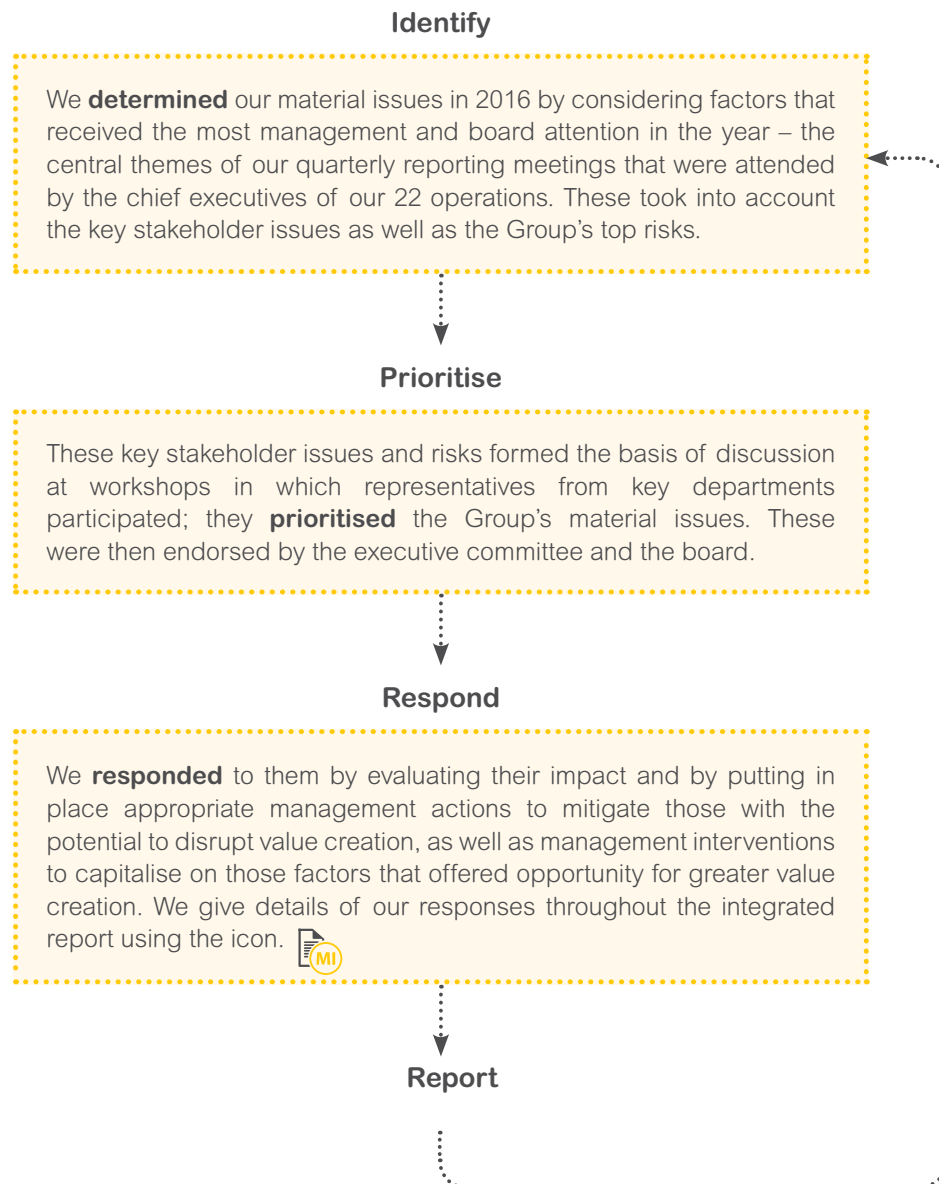 Identify
We determined our material issues in 2016 by considering factors that
received the most management and board attention in the year – the
central themes of our quarterly reporting meetings that were attended
by the chief executives of our 22 operations. These took into account
the key stakeholder issues as well as the Group's top risks.
Prioritise
These key stakeholder issues and risks formed the basis of discussion
at workshops in which representatives from key departments
participated; they prioritised the Group's material issues. These
were then endorsed by the executive committee and the board.
Respond
We responded to them by evaluating their impact and by putting in
place appropriate management actions to mitigate those with the
potential to disrupt value creation, as well as management interventions
to capitalise on those factors that offered opportunity for greater value
creation. We give details of our responses throughout the integrated
report using the icon. MI
Report